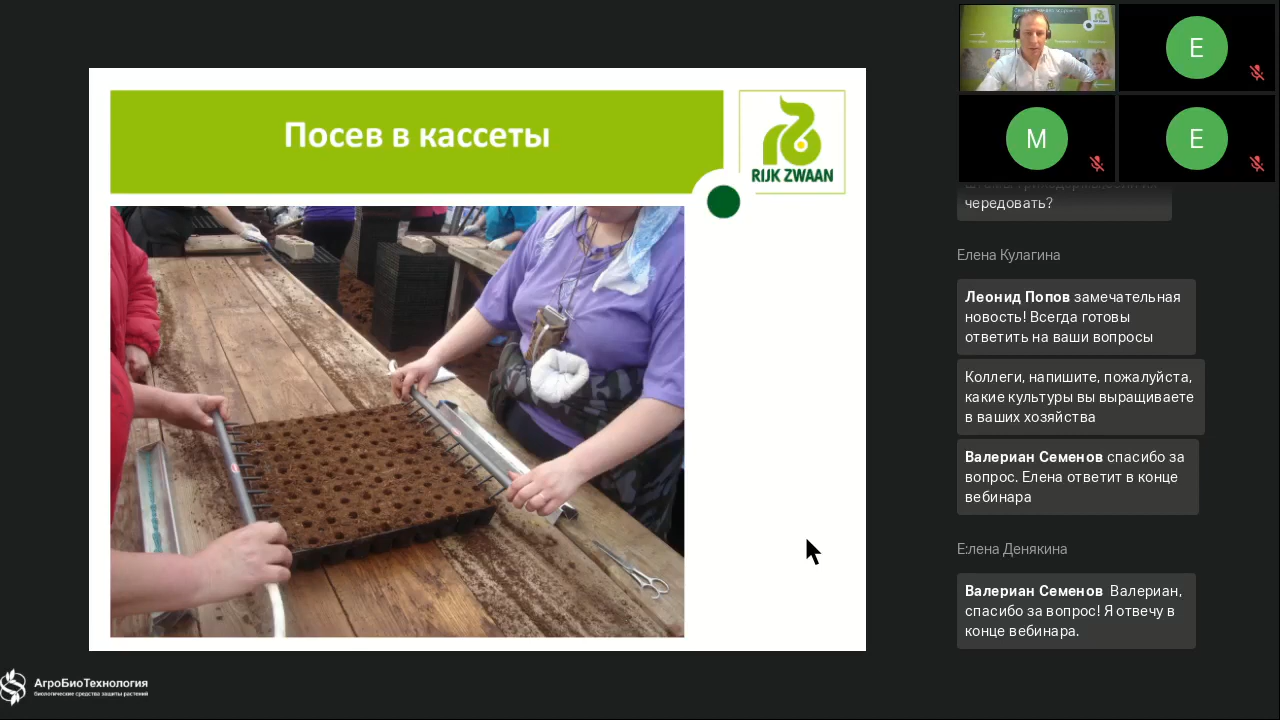 Посев в кассеты
RIJK ZWAAN
E
M
E
чередовать?
Елена Кулагина
Леонид Попов замечательная
новость! Всегда готовы
ответить на ваши вопросы
Коллеги, напишите, пожалуйста,
какие культуры вы выращиваете
в ваших хозяйства
Валериан Семенов спасибо за
вопрос. Елена ответит в конце
вебинара
Елена Денякина
Валериан Семенов Валериан,
спасибо за вопрос! Я отвечу в
конце вебинара.
АгроБиоТехнология
биологические средства защиты растений